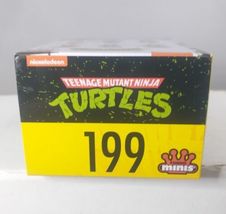 nickelodeon
TEENAGE MUTANT NINJA
TURTLES
199
minis